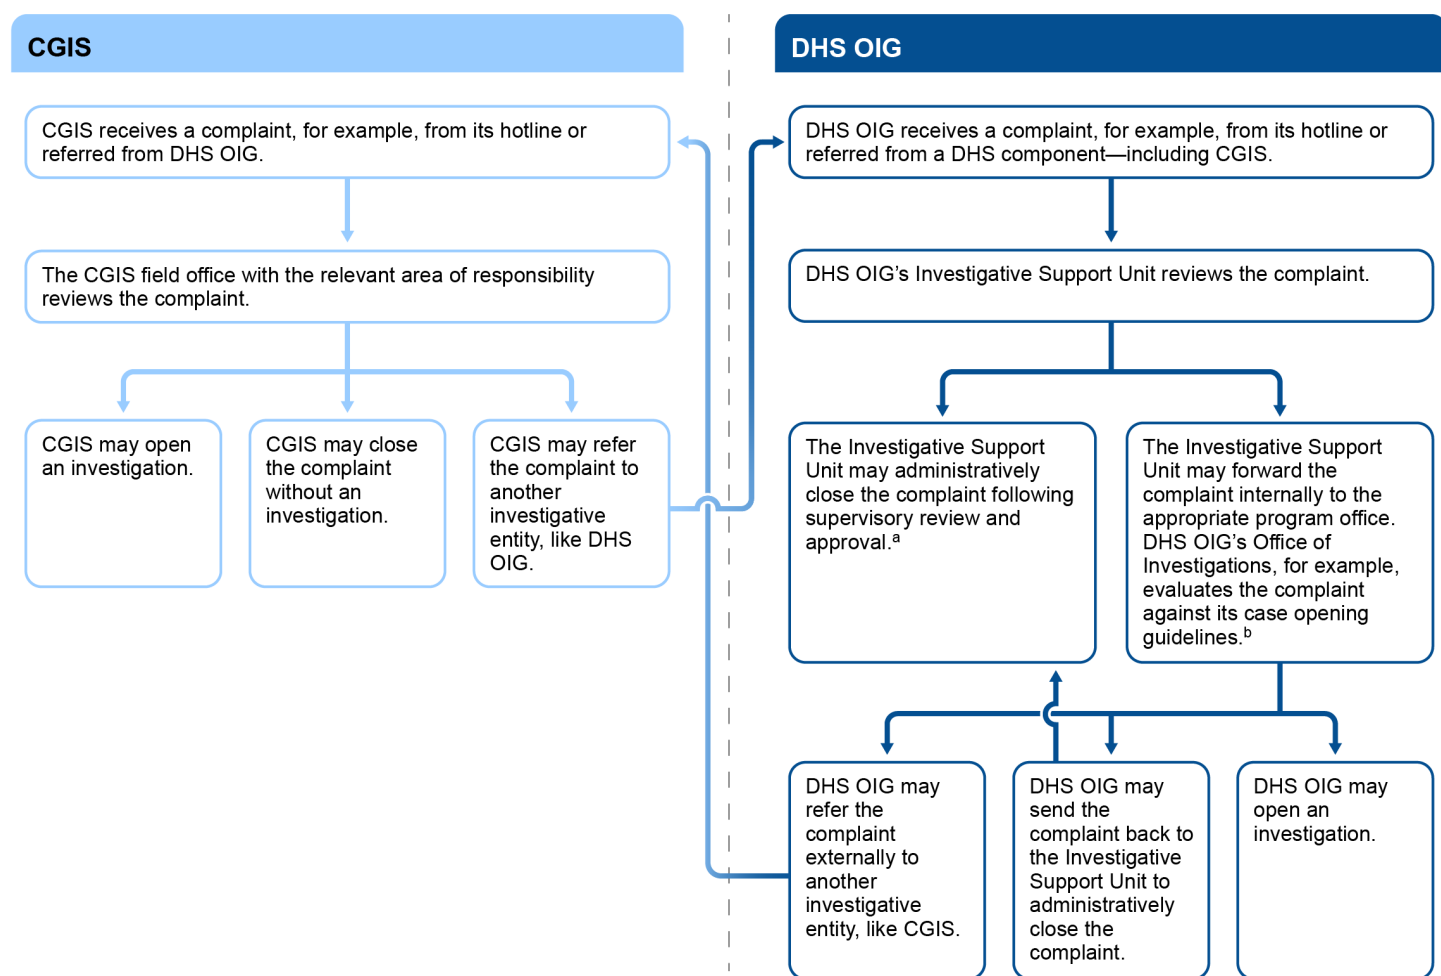 CGIS
CGIS receives a complaint, for example, from its hotline or
referred from DHS OIG.
The CGIS field office with the relevant area of responsibility
reviews the complaint.
CGIS may open
an investigation.
CGIS may close
the complaint
without an
investigation.
CGIS may refer
the complaint to
another
investigative
entity, like DHS
OIG.
DHS OIG
DHS OIG receives a complaint, for example, from its hotline or
referred from a DHS component—including CGIS.
DHS OIG’s Investigative Support Unit reviews the complaint.
The Investigative Support
Unit may administratively
close the complaint following
supervisory review and
approval.ᵃ
The Investigative Support
Unit may forward the
complaint internally to the
appropriate program office.
DHS OIG’s Office of
Investigations, for example,
evaluates the complaint
against its case opening
guidelines.ᵇ
DHS OIG may
refer the
complaint
externally to
another
investigative
entity, like CGIS.
DHS OIG may
send the
complaint back to
the Investigative
Support Unit to
administratively
close the
complaint.
DHS OIG may
open an
investigation.